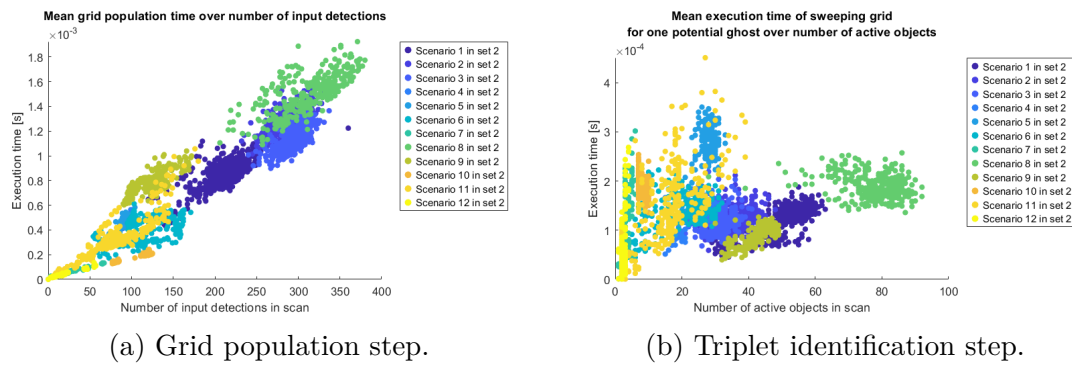 Mean grid population time over number of input detections
×10⁻³
1.8
1.6
1.4
1.2
1
0.8
0.6
0.4
0.2
0
Execution time [s]
0 50 100 150 200 250 300 350 400
Number of input detections in scan
Scenario 1 in set 2
Scenario 2 in set 2
Scenario 3 in set 2
Scenario 4 in set 2
Scenario 5 in set 2
Scenario 6 in set 2
Scenario 7 in set 2
Scenario 8 in set 2
Scenario 9 in set 2
Scenario 10 in set 2
Scenario 11 in set 2
Scenario 12 in set 2
(a) Grid population step.
Mean execution time of sweeping grid
for one potential ghost over number of active objects
×10⁻⁴
4
3
2
1
0
Execution time [s]
0 20 40 60 80 100
Number of active objects in scan
Scenario 1 in set 2
Scenario 2 in set 2
Scenario 3 in set 2
Scenario 4 in set 2
Scenario 5 in set 2
Scenario 6 in set 2
Scenario 7 in set 2
Scenario 8 in set 2
Scenario 9 in set 2
Scenario 10 in set 2
Scenario 11 in set 2
Scenario 12 in set 2
(b) Triplet identification step.